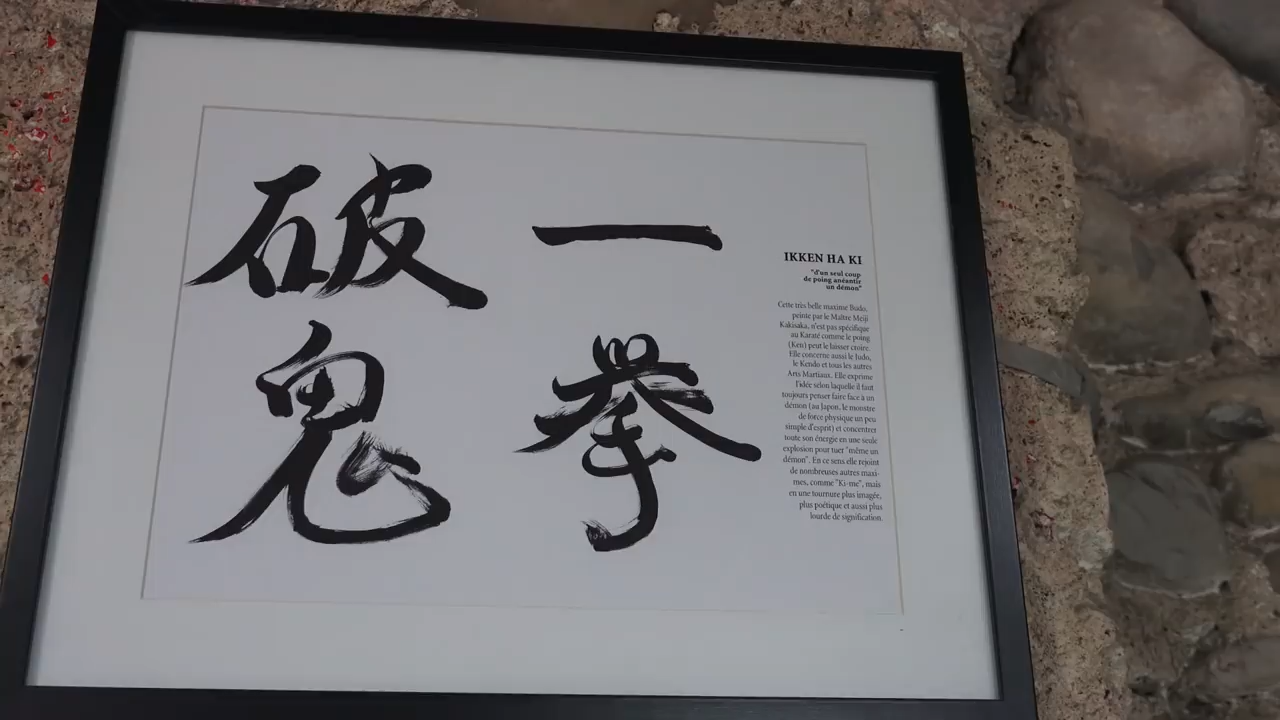 一拳
破鬼
IKKEN HA KI
"d'un seul coup
de poing anéantir
un démon"
Cette très belle maxime Budo,
peinte par le Maître Meiji
Kakisaka, n'est pas spécifique
au Karaté comme le poing
(Ken) peut le laisser croire.
Elle concerne aussi le Judo,
le Kendo et tous les autres
Arts Martiaux. Elle exprime
l'idée selon laquelle il faut
toujours penser faire face à un
démon (au Japon, le monstre
de force physique un peu
simple d'esprit) et concentrer
toute son énergie en une seule
explosion pour tuer "même un
démon". En ce sens elle rejoint
de nombreuses autres maxi-
mes, comme "Ki-me", mais
en une tournure plus imagée,
plus poétique et aussi plus
lourde de signification.